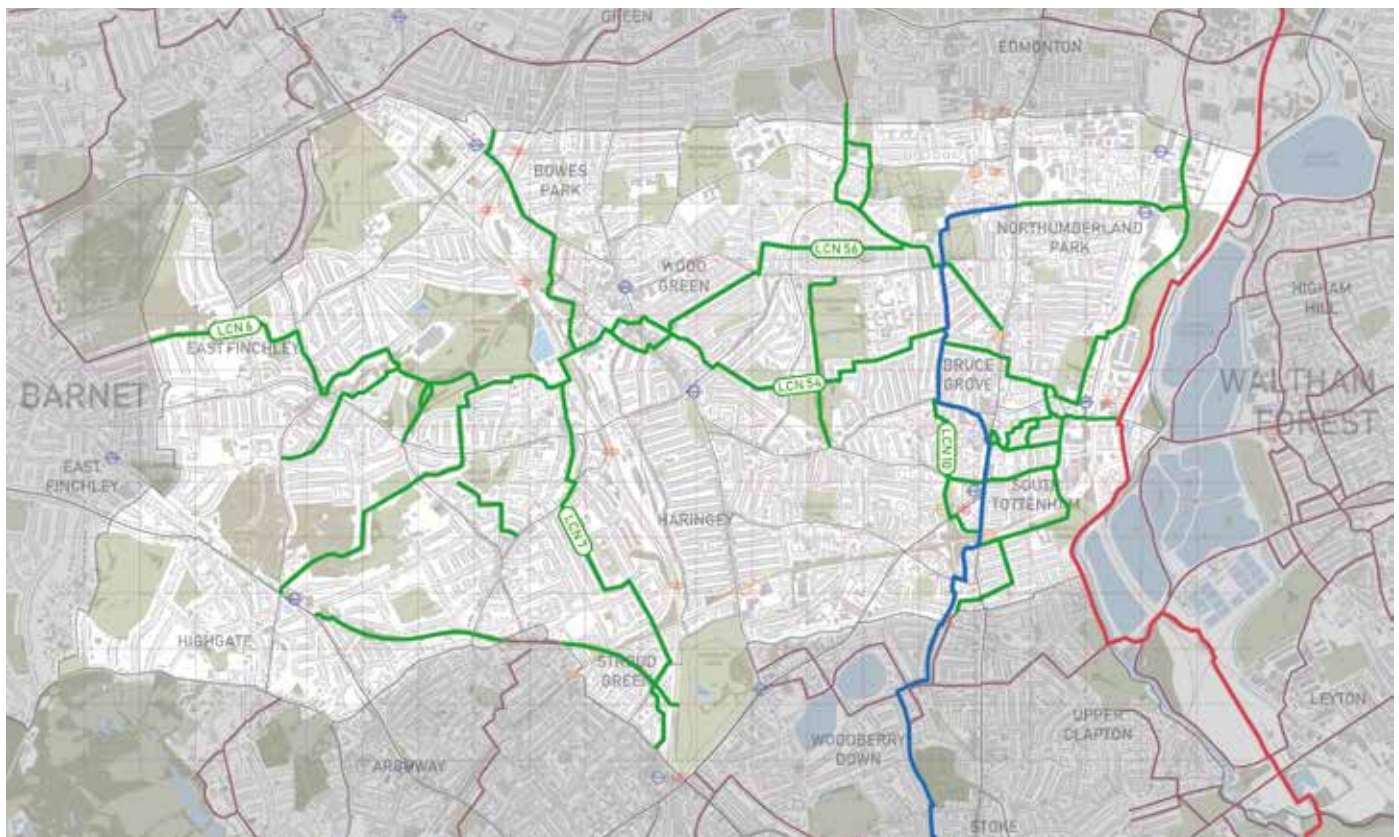 GREEN
EDMONTON
BOWES
PARK
NORTHUMBERLAND
PARK
LCN 56
WOOD
GREEN
HIGHAM
HILL
LCN 6
EAST FINCHLEY
BARNET
LCN 54
BRUCE
GROVE
WALTHAM
FOREST
EAST
FINCHLEY
LCN 10
SOUTH
TOTTENHAM
HARINGEY
LCN 7
HIGHGATE
STROUD
GREEN
LEYTON
UPPER
CLAPTON
WOODBERRY
DOWN
ARCHWAY
STOKE